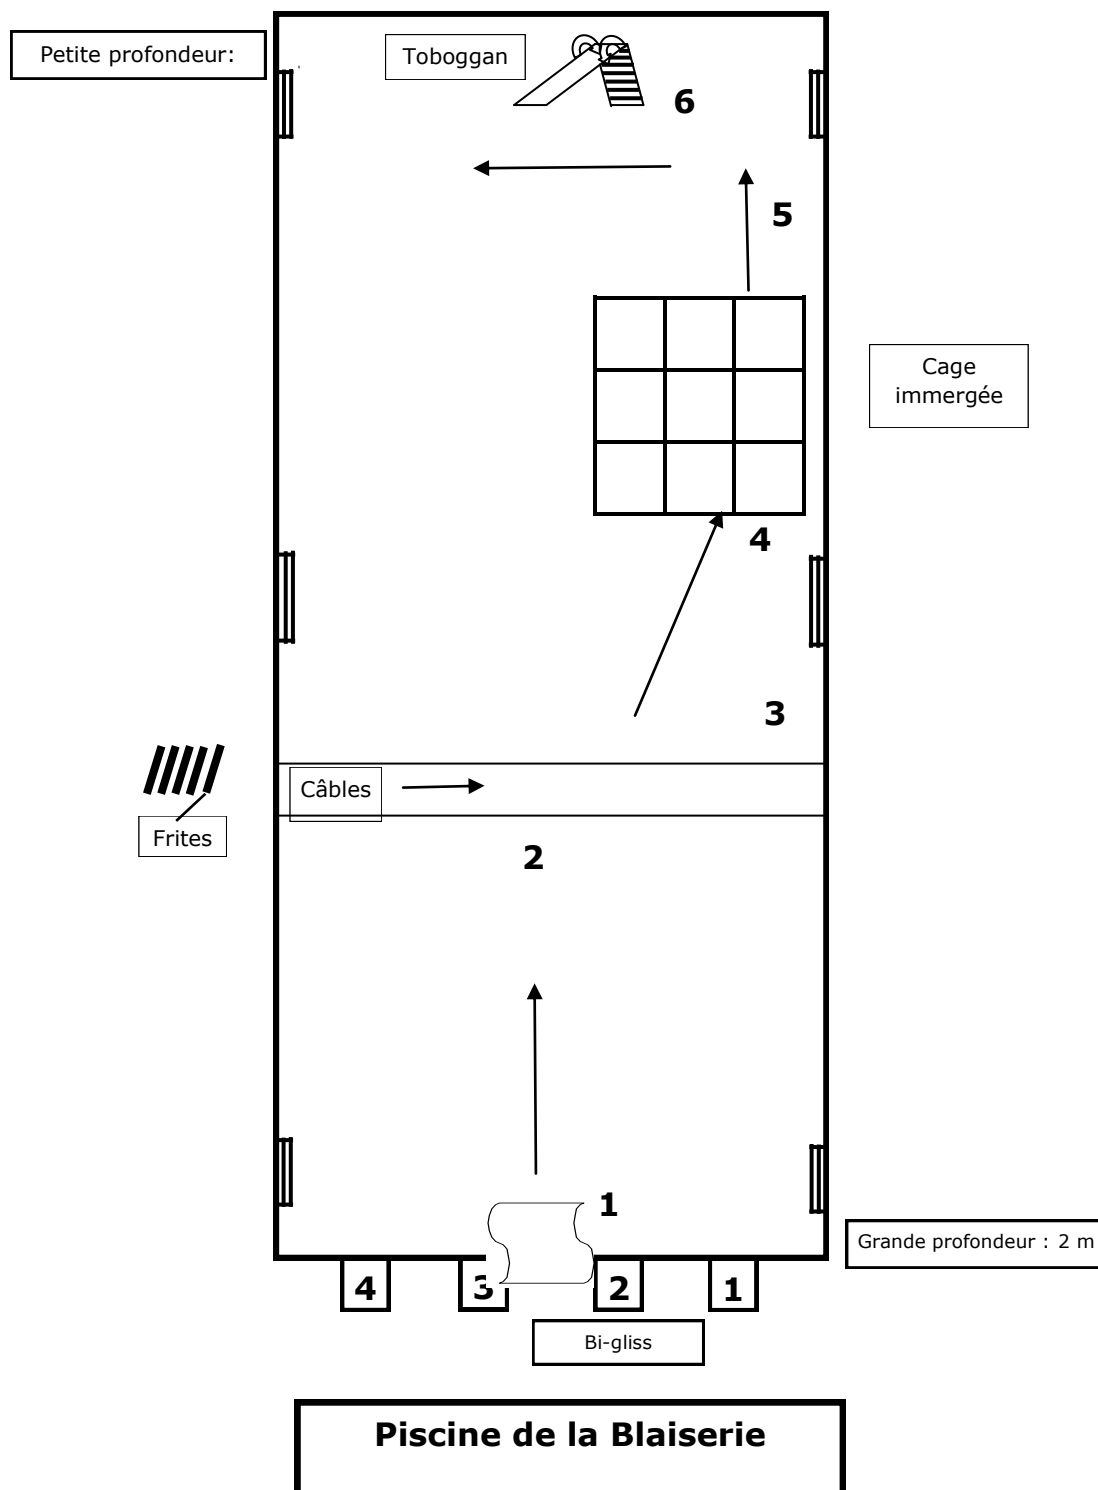 Petite profondeur:
Toboggan
6
5
Cage
immergée
4
3
Câbles
Frites
2
1
Grande profondeur : 2 m
4
3
2
1
Bi-gliss
Piscine de la Blaiserie